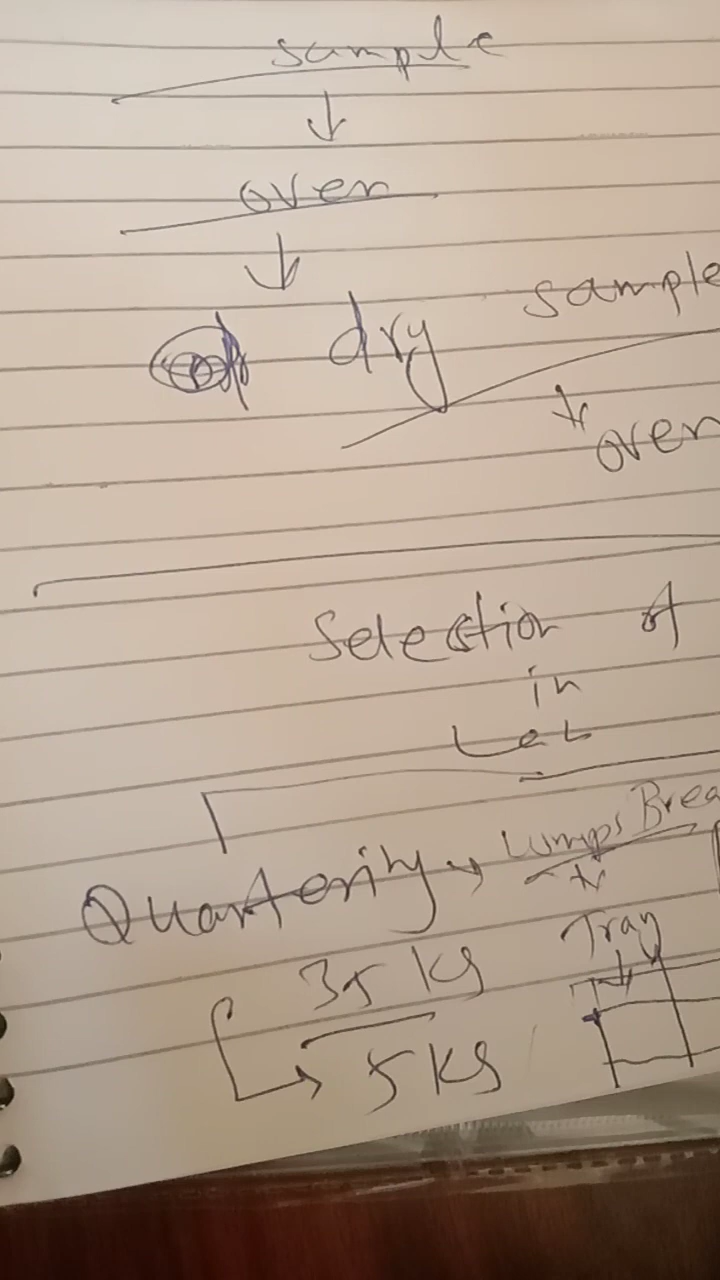 sample
↓
oven
↓
dry sample
↓
oven
Selection of
in
Lab
Quartering → Lumps Brea
↓
35 KG Tray
5 KG